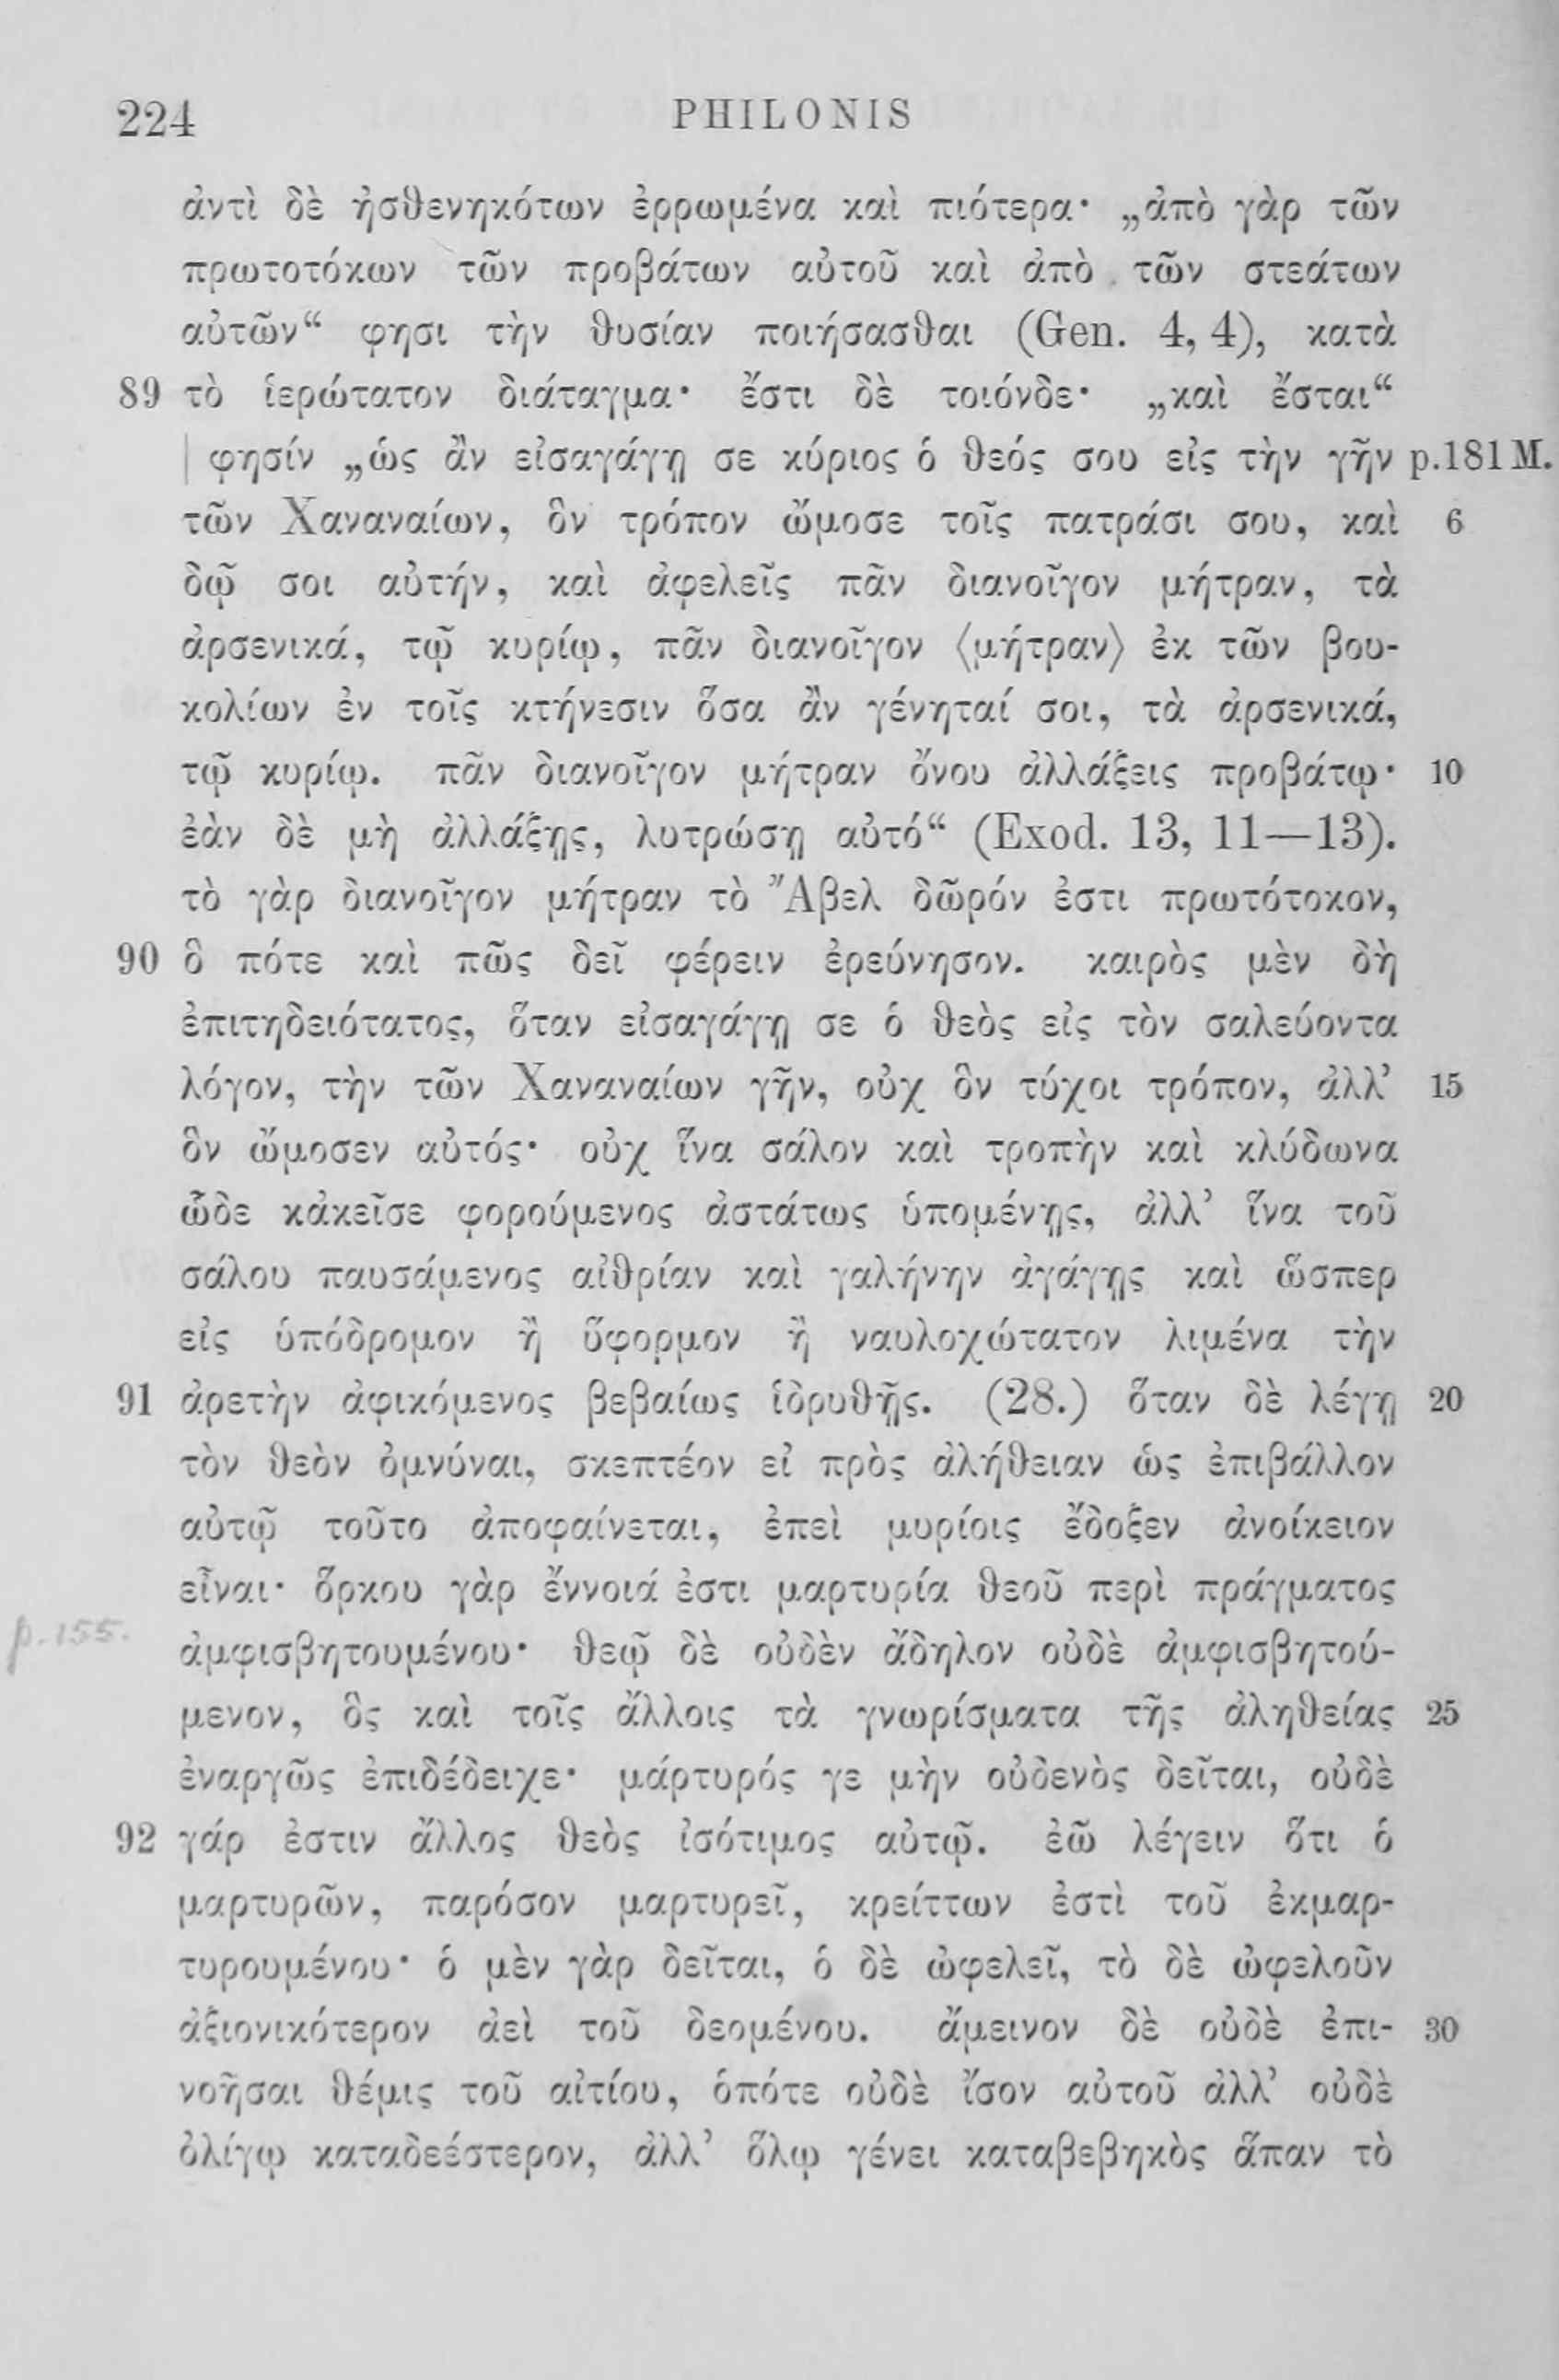 224 PHILONIS
ἀντὶ δὲ ἠσθενηκότων ἐρρωμένα καὶ πιότερα· „ἀπὸ γὰρ τῶν
πρωτοτόκων τῶν προβάτων αὐτοῦ καὶ ἀπὸ τῶν στεάτων
αὐτῶν“ φησι τὴν θυσίαν ποιήσασθαι (Gen. 4, 4), κατὰ
89 τὸ ἱερώτατον διάταγμα· ἔστι δὲ τοιόνδε· „καὶ ἔσται“
| φησίν „ὡς ἂν εἰσαγάγῃ σε κύριος ὁ θεός σου εἰς τὴν γῆν p.181 M.
τῶν Χαναναίων, ὃν τρόπον ὤμοσε τοῖς πατράσι σου, καὶ 6
δῷ σοι αὐτήν, καὶ ἀφελεῖς πᾶν διανοῖγον μήτραν, τὰ
ἀρσενικά, τῷ κυρίῳ, πᾶν διανοῖγον ⟨μήτραν⟩ ἐκ τῶν βου-
κολίων ἐν τοῖς κτήνεσιν ὅσα ἂν γένηταί σοι, τὰ ἀρσενικά,
τῷ κυρίῳ. πᾶν διανοῖγον μήτραν ὄνου ἀλλάξεις προβάτῳ· 10
ἐὰν δὲ μὴ ἀλλάξῃς, λυτρώσῃ αὐτό“ (Exod. 13, 11—13).
τὸ γὰρ διανοῖγον μήτραν τὸ Ἄβελ δῶρόν ἐστι πρωτότοκον,
90 ὃ πότε καὶ πῶς δεῖ φέρειν ἐρεύνησον. καιρὸς μὲν δὴ
ἐπιτηδειότατος, ὅταν εἰσαγάγῃ σε ὁ θεὸς εἰς τὸν σαλεύοντα
λόγον, τὴν τῶν Χαναναίων γῆν, οὐχ ὃν τύχοι τρόπον, ἀλλ’ 15
ὃν ὤμοσεν αὐτός· οὐχ ἵνα σάλον καὶ τροπὴν καὶ κλύδωνα
ὧδε κἀκεῖσε φορούμενος ἀστάτως ὑπομένῃς, ἀλλ’ ἵνα τοῦ
σάλου παυσάμενος αἰθρίαν καὶ γαλήνην ἀγάγῃς καὶ ὥσπερ
εἰς ὑπόδρομον ἢ ὕφορμον ἢ ναυλοχώτατον λιμένα τὴν
91 ἀρετὴν ἀφικόμενος βεβαίως ἱδρυθῇς. (28.) ὅταν δὲ λέγῃ 20
τὸν θεὸν ὀμνύναι, σκεπτέον εἰ πρὸς ἀλήθειαν ὡς ἐπιβάλλον
αὐτῷ τοῦτο ἀποφαίνεται, ἐπεὶ μυρίοις ἔδοξεν ἀνοίκειον
εἶναι· ὅρκου γὰρ ἔννοιά ἐστι μαρτυρία θεοῦ περὶ πράγματος
p.155. ἀμφισβητουμένου· θεῷ δὲ οὐδὲν ἄδηλον οὐδὲ ἀμφισβητού-
μενον, ὃς καὶ τοῖς ἄλλοις τὰ γνωρίσματα τῆς ἀληθείας 25
ἐναργῶς ἐπιδέδειχε· μάρτυρός γε μὴν οὐδενὸς δεῖται, οὐδὲ
92 γάρ ἐστιν ἄλλος θεὸς ἰσότιμος αὐτῷ. ἐῶ λέγειν ὅτι ὁ
μαρτυρῶν, παρόσον μαρτυρεῖ, κρείττων ἐστὶ τοῦ ἐκμαρ-
τυρουμένου· ὁ μὲν γὰρ δεῖται, ὁ δὲ ὠφελεῖ, τὸ δὲ ὠφελοῦν
ἀξιονικότερον ἀεὶ τοῦ δεομένου. ἄμεινον δὲ οὐδὲ ἐπι- 30
νοῆσαι θέμις τοῦ αἰτίου, ὁπότε οὐδὲ ἴσον αὐτοῦ ἀλλ’ οὐδὲ
ὀλίγῳ καταδεέστερον, ἀλλ’ ὅλῳ γένει καταβεβηκὸς ἅπαν τὸ